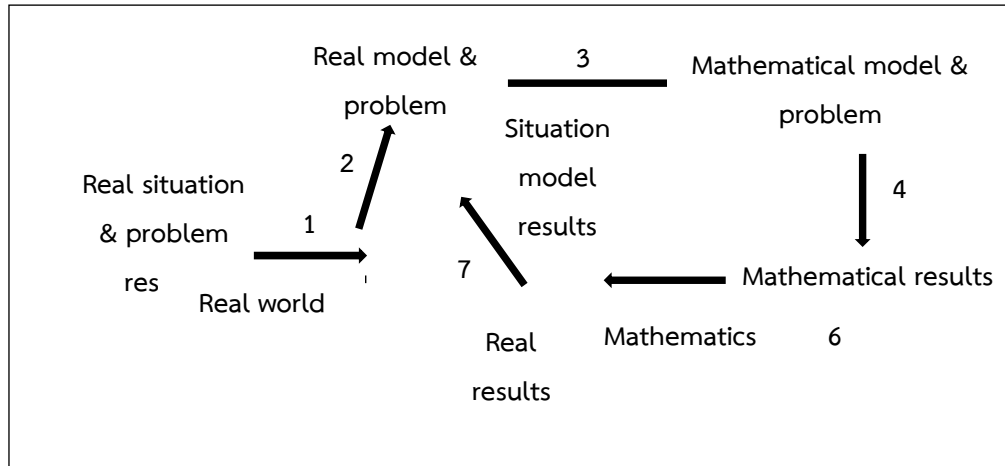 Real model &
problem
3
Mathematical model &
problem
Situation
model
results
2
Real situation
& problem
res
1
4
Real world
7
Mathematical results
Real
results
Mathematics
6